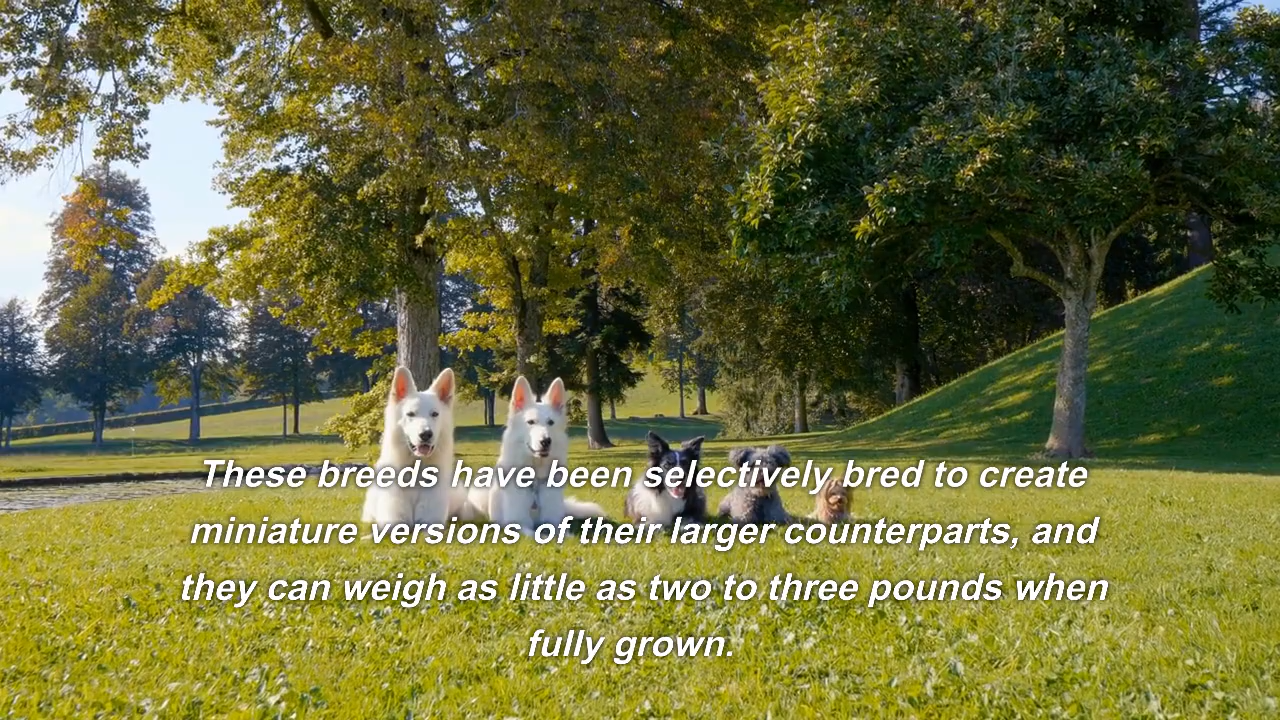 These breeds have been selectively bred to create
miniature versions of their larger counterparts, and
they can weigh as little as two to three pounds when
fully grown.